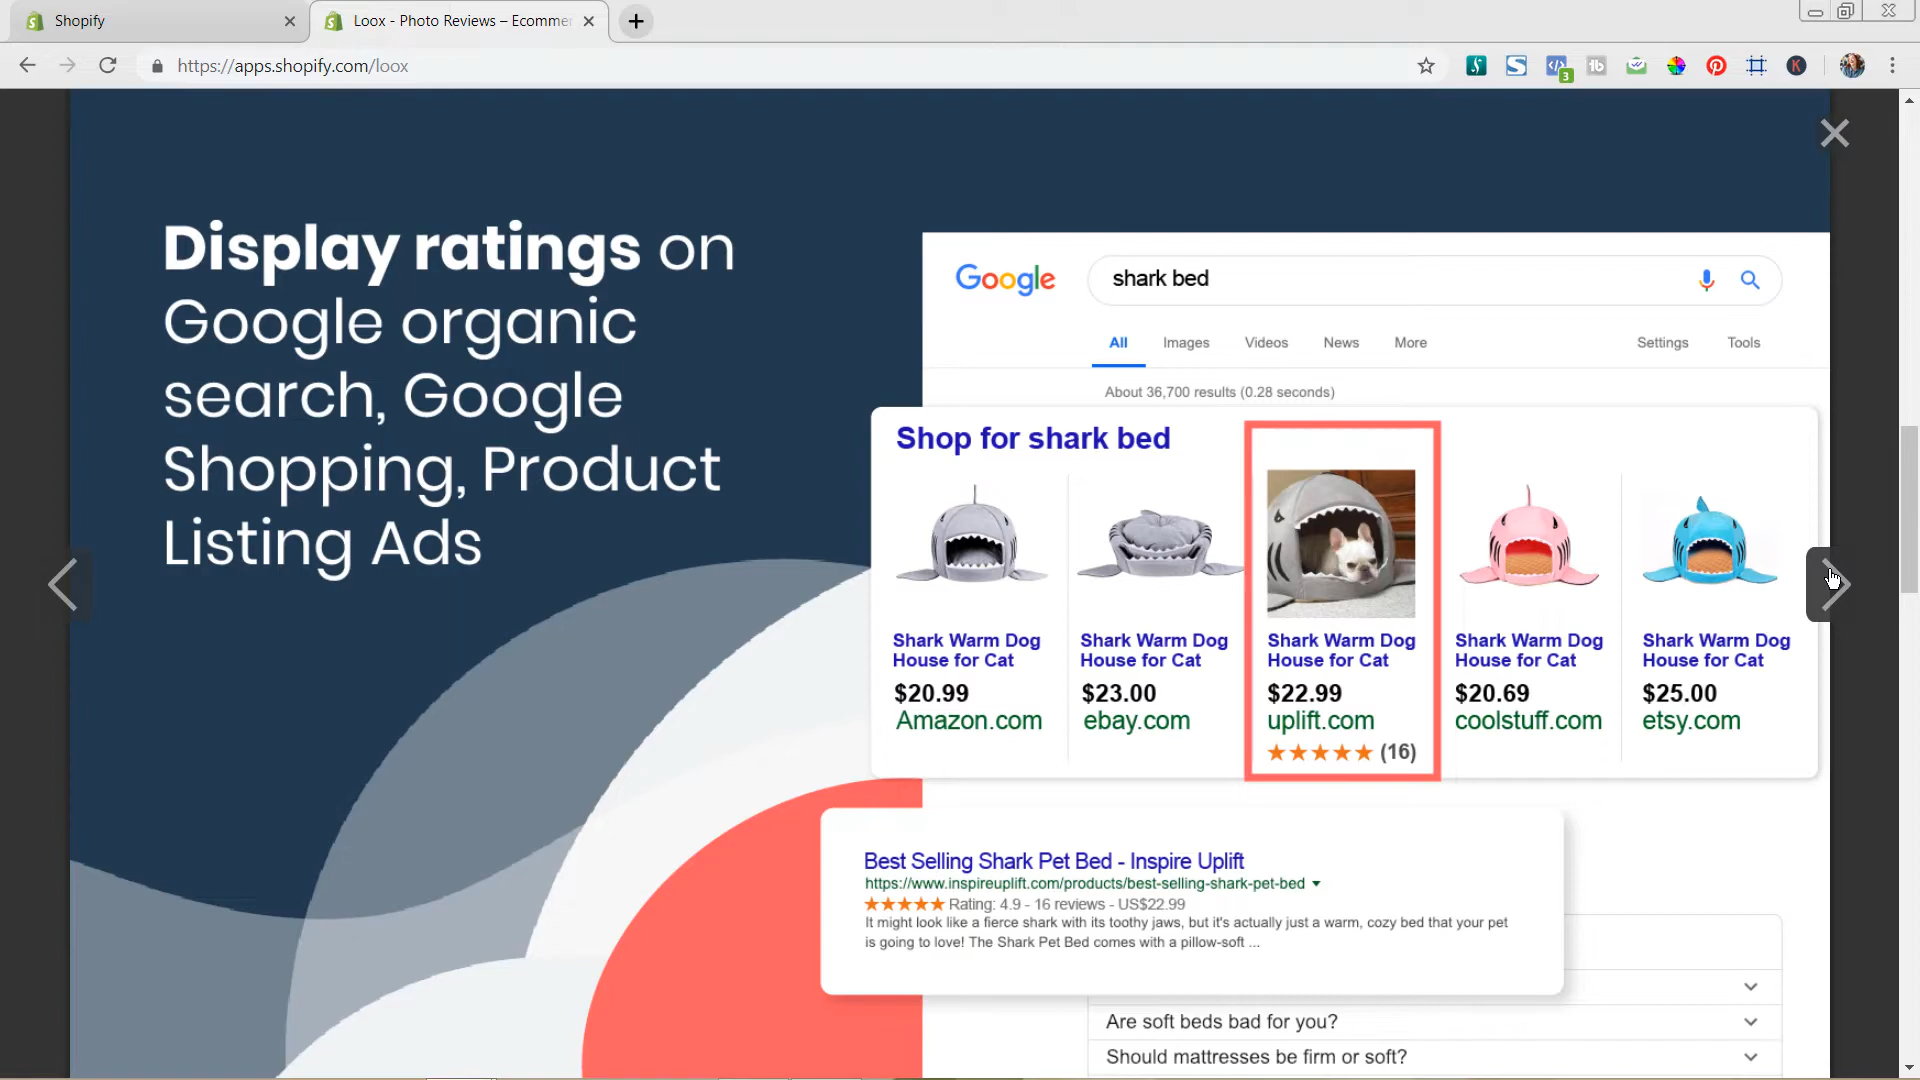 Shopify
Loox - Photo Reviews – Ecommer
https://apps.shopify.com/loox
3
Display ratings on
Google organic
search, Google
Shopping, Product
Listing Ads
Google
shark bed
All Images Videos News More Settings Tools
About 36,700 results (0.28 seconds)
Shop for shark bed
Shark Warm Dog
House for Cat
$20.99
Amazon.com
Shark Warm Dog
House for Cat
$23.00
ebay.com
Shark Warm Dog
House for Cat
$22.99
uplift.com
★★★★★ (16)
Shark Warm Dog
House for Cat
$20.69
coolstuff.com
Shark Warm Dog
House for Cat
$25.00
etsy.com
Best Selling Shark Pet Bed - Inspire Uplift
https://www.inspireuplift.com/products/best-selling-shark-pet-bed
★★★★★ Rating: 4.9 - 16 reviews - US$22.99
It might look like a fierce shark with its toothy jaws, but it's actually just a warm, cozy bed that your pet
is going to love! The Shark Pet Bed comes with a pillow-soft ...
Are soft beds bad for you?
Should mattresses be firm or soft?